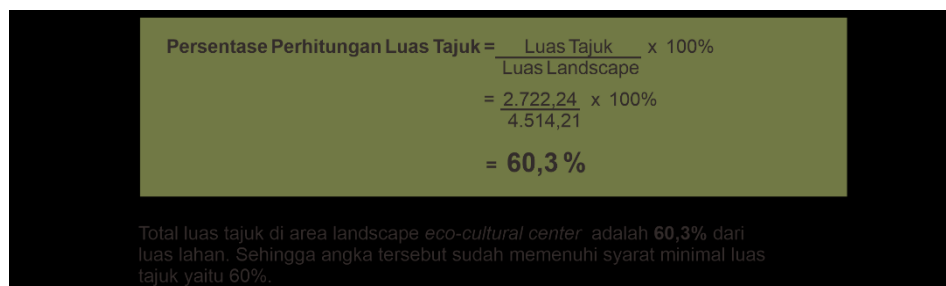 Persentase Perhitungan Luas Tajuk = Luas Tajuk x 100%
Luas Landscape
= 2.722,24 x 100%
4.514,21
= 60,3 %
Total luas tajuk di area landscape eco-cultural center adalah 60,3% dari
luas lahan. Sehingga angka tersebut sudah memenuhi syarat minimal luas
tajuk yaitu 60%.